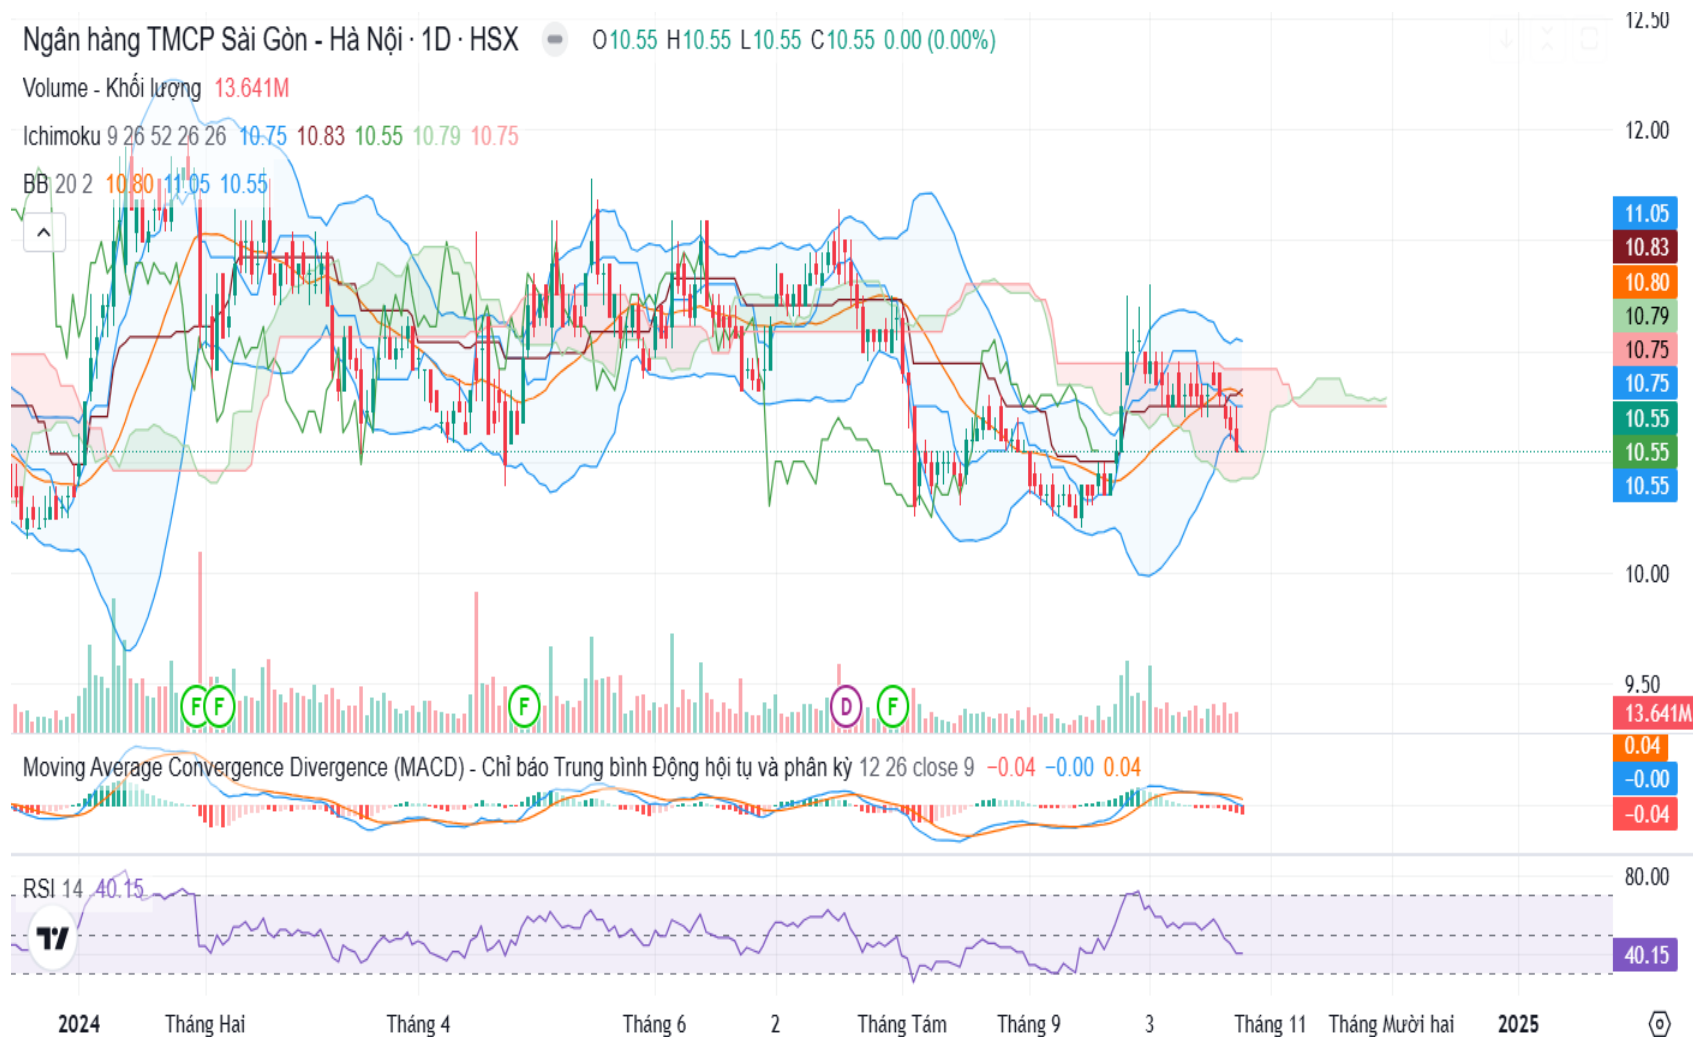 Ngân hàng TMCP Sài Gòn - Hà Nội · 1D · HSX O10.55 H10.55 L10.55 C10.55 0.00 (0.00%)
Volume - Khối lượng 13.641M
Ichimoku 9 26 52 26 26 10.75 10.83 10.55 10.79 10.75
BB 20 2 10.80 11.05 10.55
12.50
12.00
11.05
10.83
10.80
10.79
10.75
10.75
10.55
10.55
10.55
10.00
9.50
13.641M
F F F D F
Moving Average Convergence Divergence (MACD) - Chỉ báo Trung bình Động hội tụ và phân kỳ 12 26 close 9 −0.04 −0.00 0.04
0.04
−0.00
−0.04
RSI 14 40.15
80.00
40.15
2024 Tháng Hai Tháng 4 Tháng 6 2 Tháng Tám Tháng 9 3 Tháng 11 Tháng Mười hai 2025